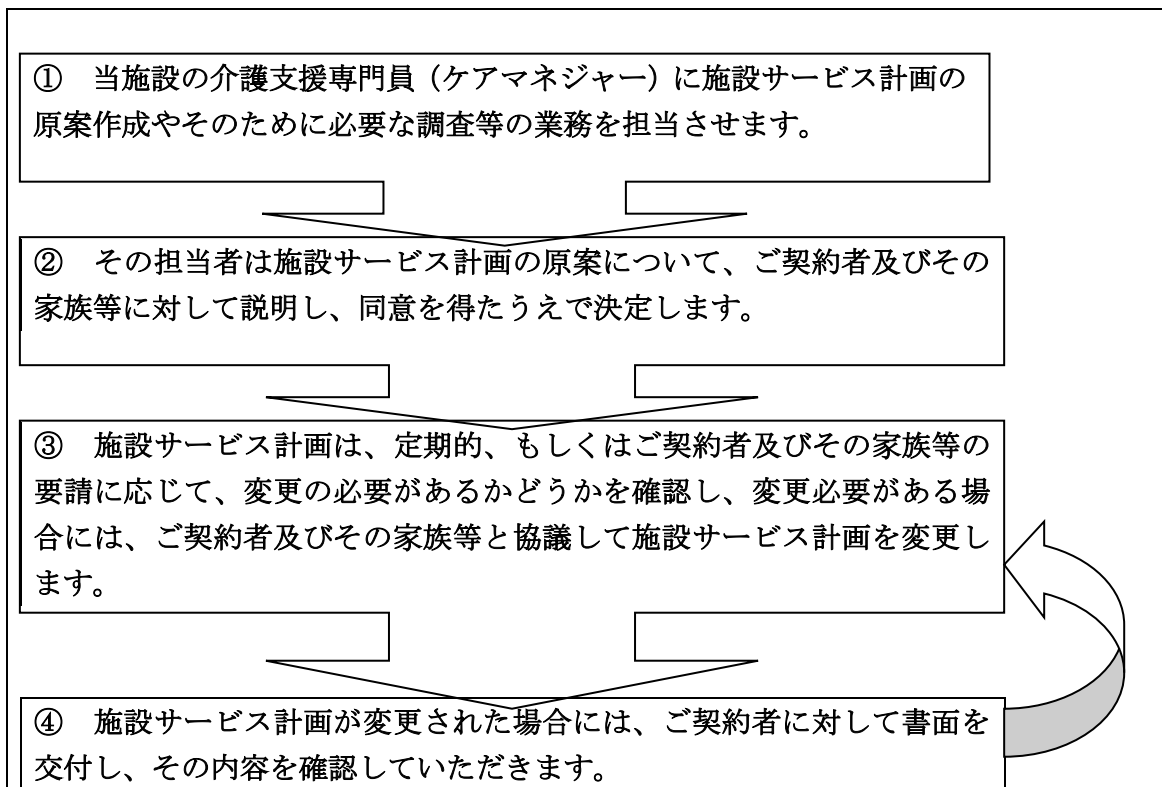 ① 当施設の介護支援専門員（ケアマネジャー）に施設サービス計画の
原案作成やそのために必要な調査等の業務を担当させます。
② その担当者は施設サービス計画の原案について、ご契約者及びその
家族等に対して説明し、同意を得たうえで決定します。
③ 施設サービス計画は、定期的、もしくはご契約者及びその家族等の
要請に応じて、変更の必要があるかどうかを確認し、変更必要がある場
合には、ご契約者及びその家族等と協議して施設サービス計画を変更し
ます。
④ 施設サービス計画が変更された場合には、ご契約者に対して書面を
交付し、その内容を確認していただきます。